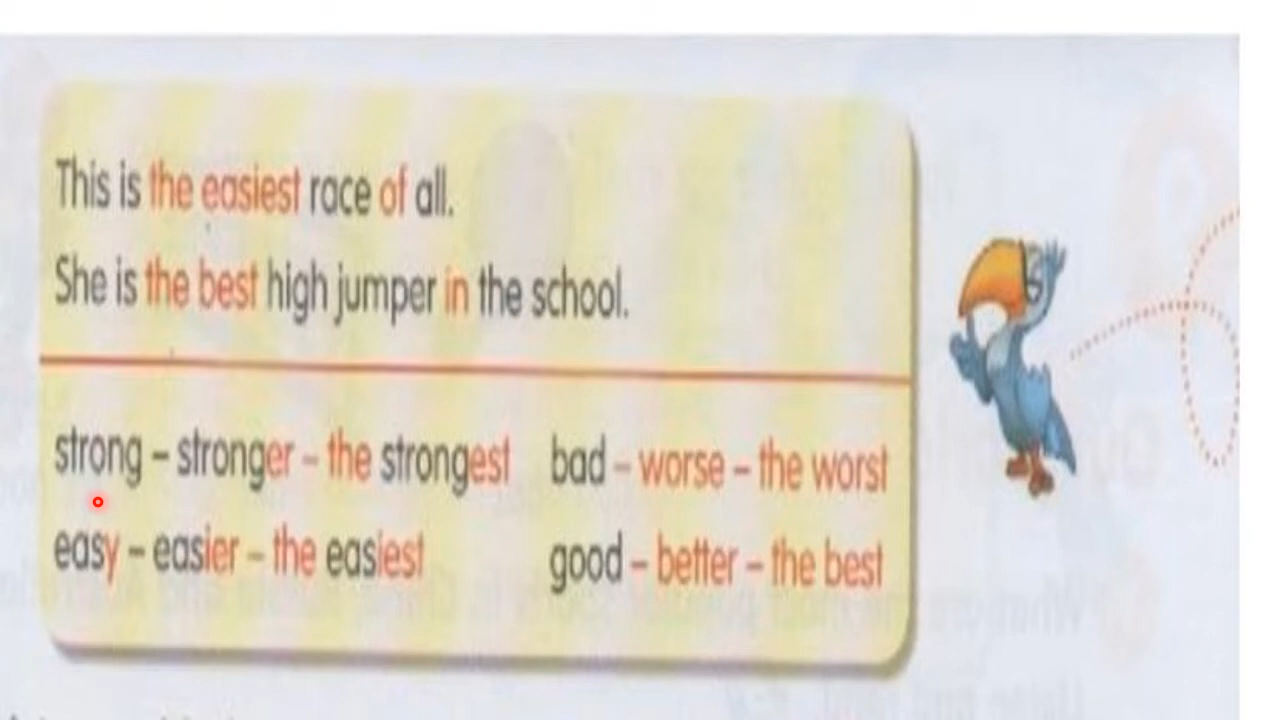 This is the easiest race of all.
She is the best high jumper in the school.
strong – stronger – the strongest bad – worse – the worst
easy – easier – the easiest good – better – the best